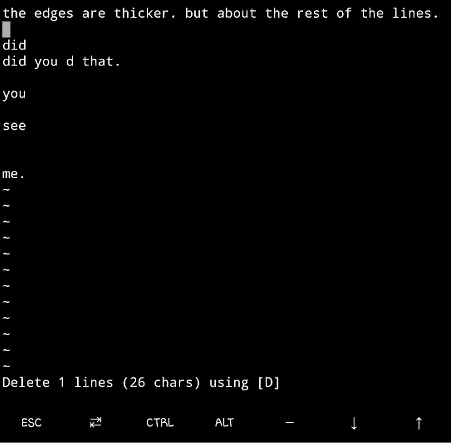 the edges are thicker. but about the rest of the lines.
did
did you d that.
you
see
me.
~
~
~
~
~
~
~
~
~
~
~
~
Delete 1 lines (26 chars) using [D]
ESC ⇄ CTRL ALT – ↓ ↑